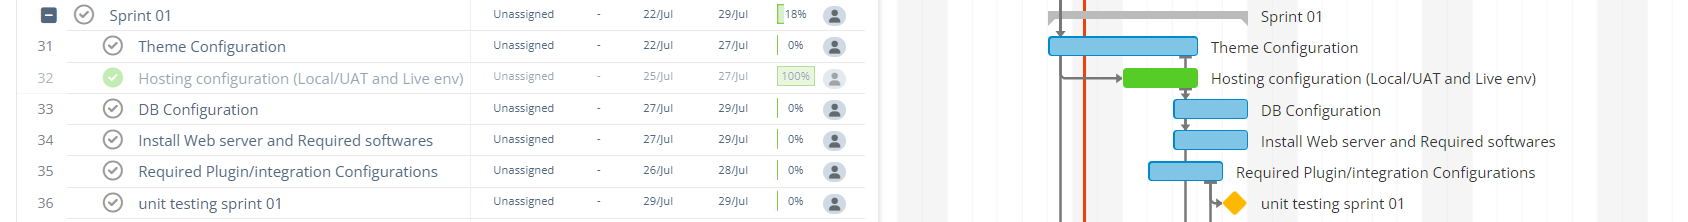 Sprint 01 Unassigned - 22/Jul 29/Jul 18% Sprint 01
31 Theme Configuration Unassigned - 22/Jul 27/Jul 0% Theme Configuration
32 Hosting configuration (Local/UAT and Live env) Unassigned - 25/Jul 27/Jul 100% Hosting configuration (Local/UAT and Live env)
33 DB Configuration Unassigned - 27/Jul 29/Jul 0% DB Configuration
34 Install Web server and Required softwares Unassigned - 27/Jul 29/Jul 0% Install Web server and Required softwares
35 Required Plugin/integration Configurations Unassigned - 26/Jul 28/Jul 0% Required Plugin/integration Configurations
36 unit testing sprint 01 Unassigned - 29/Jul 29/Jul 0% unit testing sprint 01